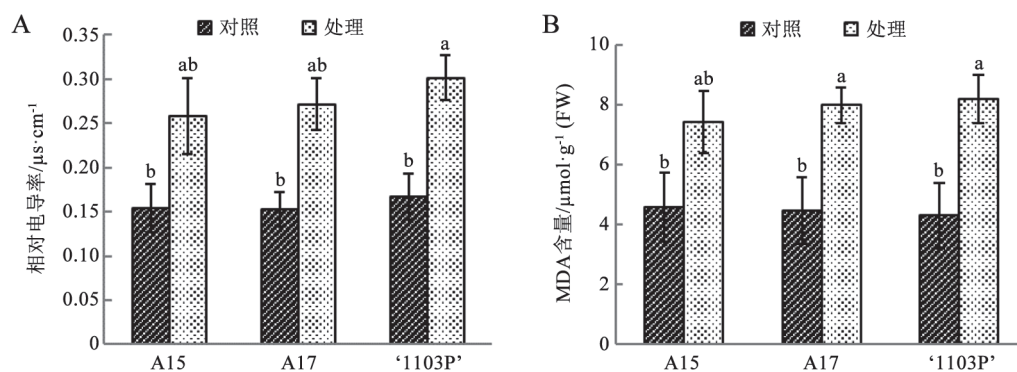 A
对照 处理
相对电导率/μs·cm-1
0.35
0.30
0.25
0.20
0.15
0.10
0.05
0
b ab b ab b a
A15 A17 ‘1103P’
B
对照 处理
MDA含量/μmol·g-1 (FW)
10
8
6
4
2
0
b ab b a b a
A15 A17 ‘1103P’